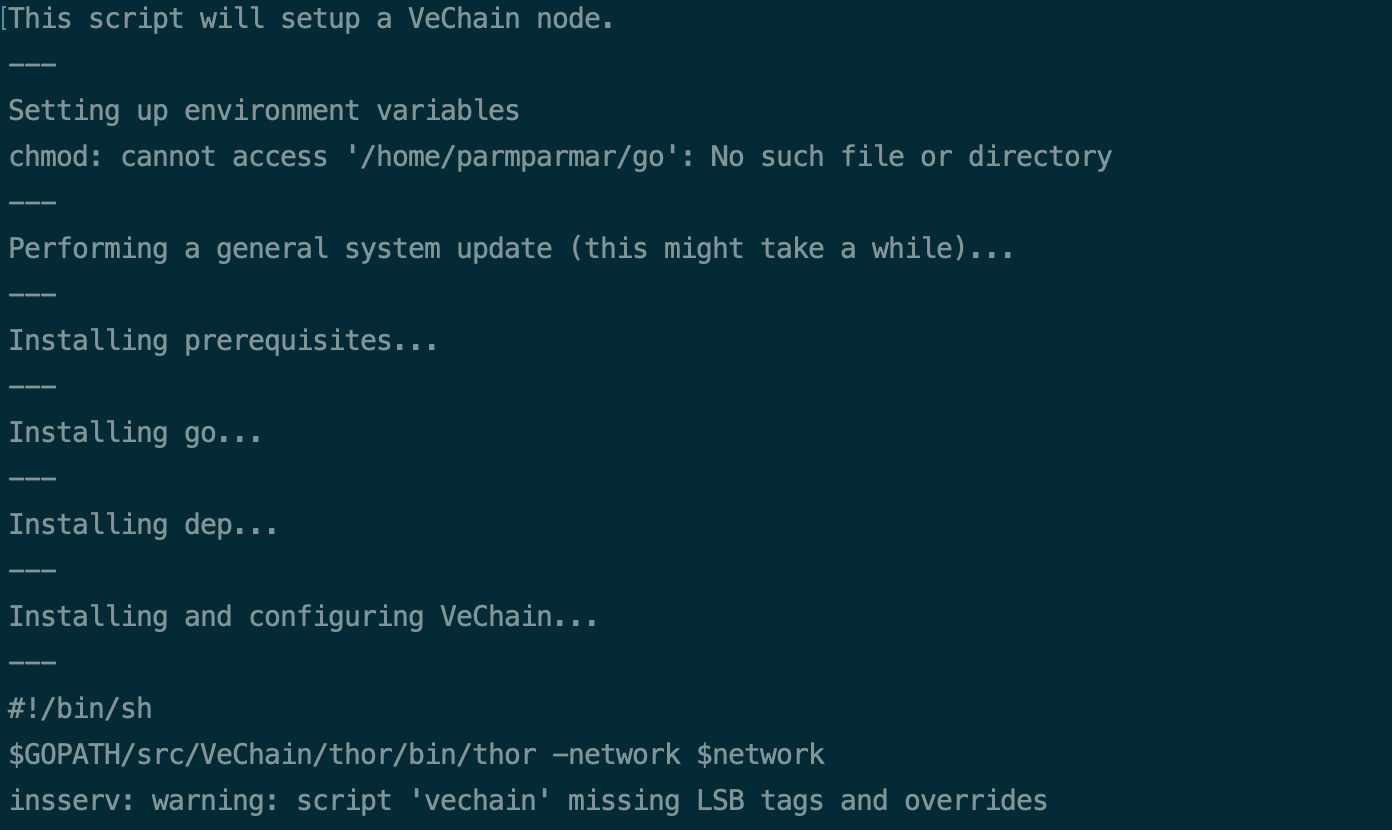 This script will setup a VeChain node.
---
Setting up environment variables
chmod: cannot access '/home/parmparmar/go': No such file or directory
---
Performing a general system update (this might take a while)...
---
Installing prerequisites...
---
Installing go...
---
Installing dep...
---
Installing and configuring VeChain...
---
#!/bin/sh
$GOPATH/src/VeChain/thor/bin/thor -network $network
insserv: warning: script 'vechain' missing LSB tags and overrides